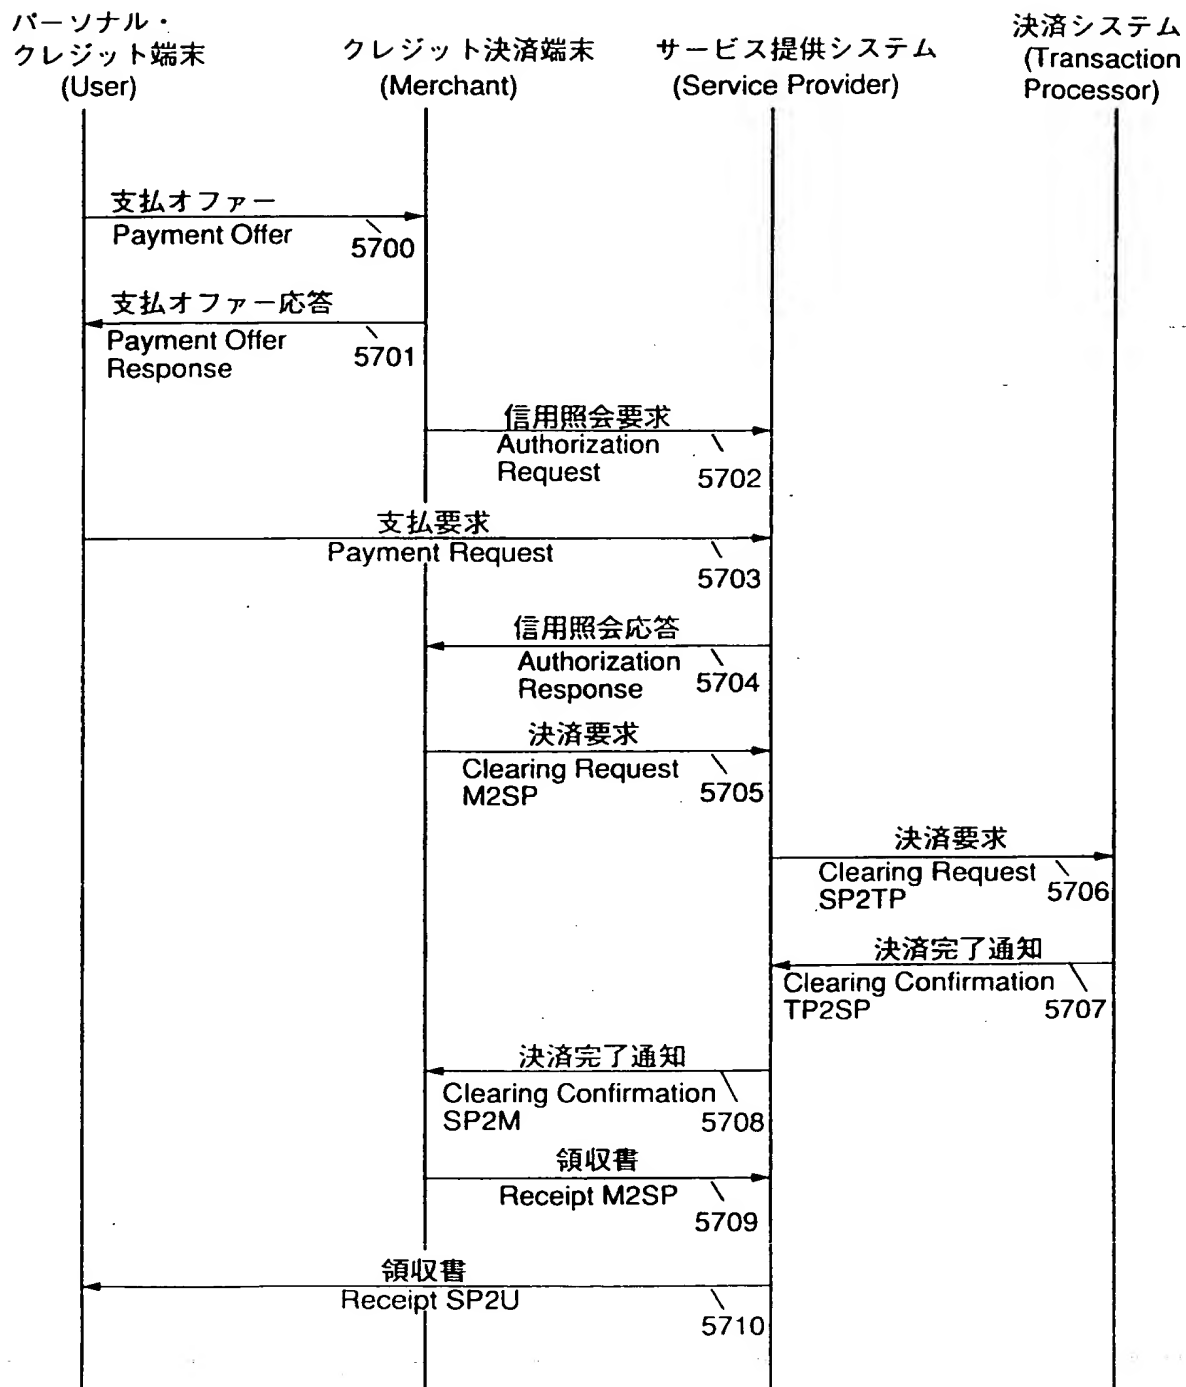 パーソナル・
クレジット端末
(User)
クレジット決済端末
(Merchant)
サービス提供システム
(Service Provider)
決済システム
(Transaction
Processor)
支払オファー
Payment Offer
5700
支払オファー応答
Payment Offer
Response
5701
信用照会要求
Authorization
Request
5702
支払要求
Payment Request
5703
信用照会応答
Authorization
Response
5704
決済要求
Clearing Request
M2SP
5705
決済要求
Clearing Request
SP2TP
5706
決済完了通知
Clearing Confirmation
TP2SP
5707
決済完了通知
Clearing Confirmation
SP2M
5708
領収書
Receipt M2SP
5709
領収書
Receipt SP2U
5710